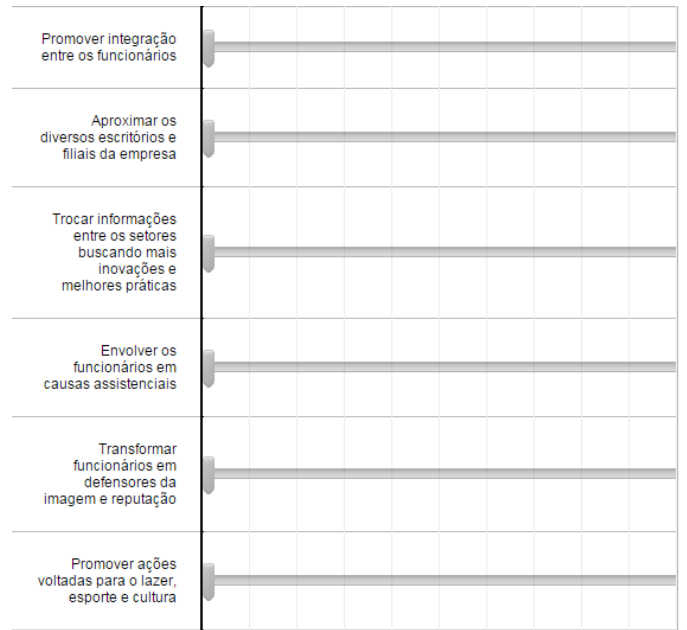 Promover integração
entre os funcionários
Aproximar os
diversos escritórios e
filiais da empresa
Trocar informações
entre os setores
buscando mais
inovações e
melhores práticas
Envolver os
funcionários em
causas assistenciais
Transformar
funcionários em
defensores da
imagem e reputação
Promover ações
voltadas para o lazer,
esporte e cultura